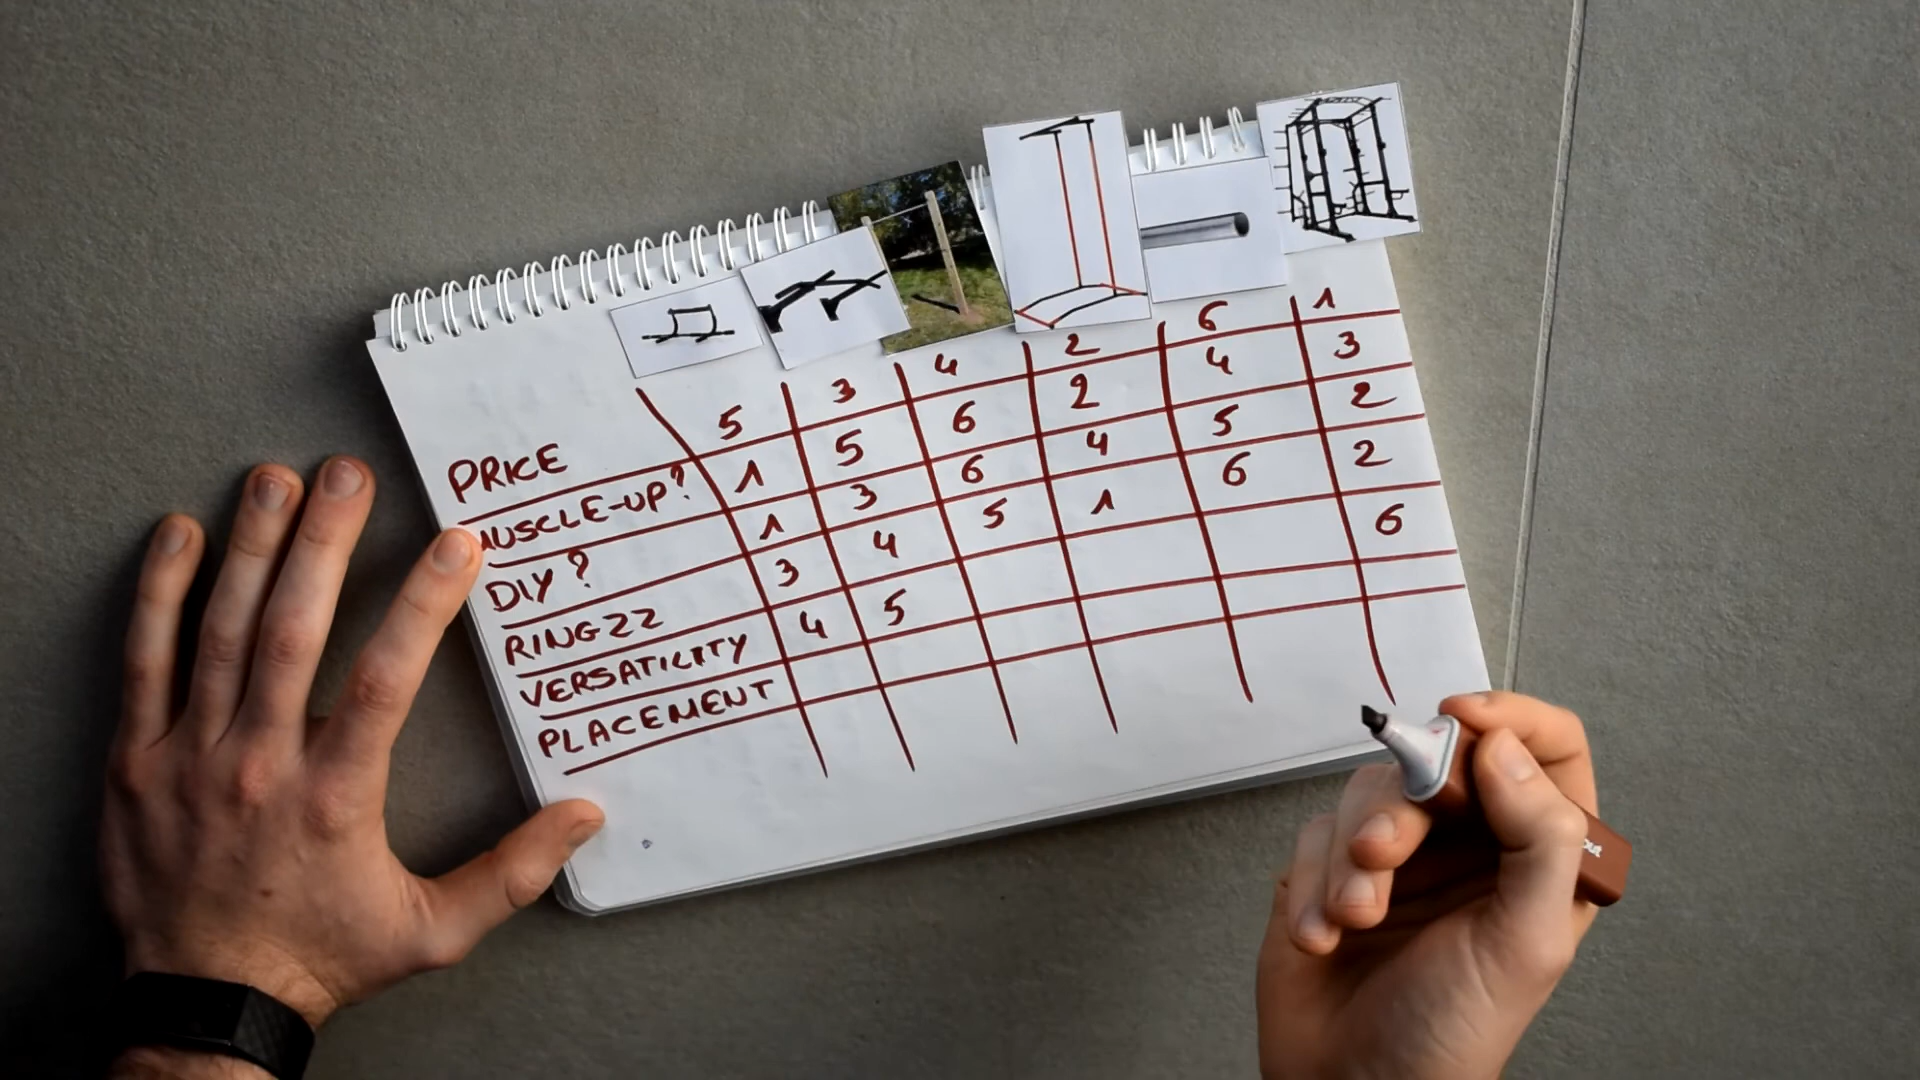 PRICE 5 3 4 2 6 1
MUSCLE-UP? 1 5 6 2 4 3
DIY? 1 3 6 4 5 2
RINGZZ 3 4 5 1 6 2
VERSATILITY 4 5 6
PLACEMENT